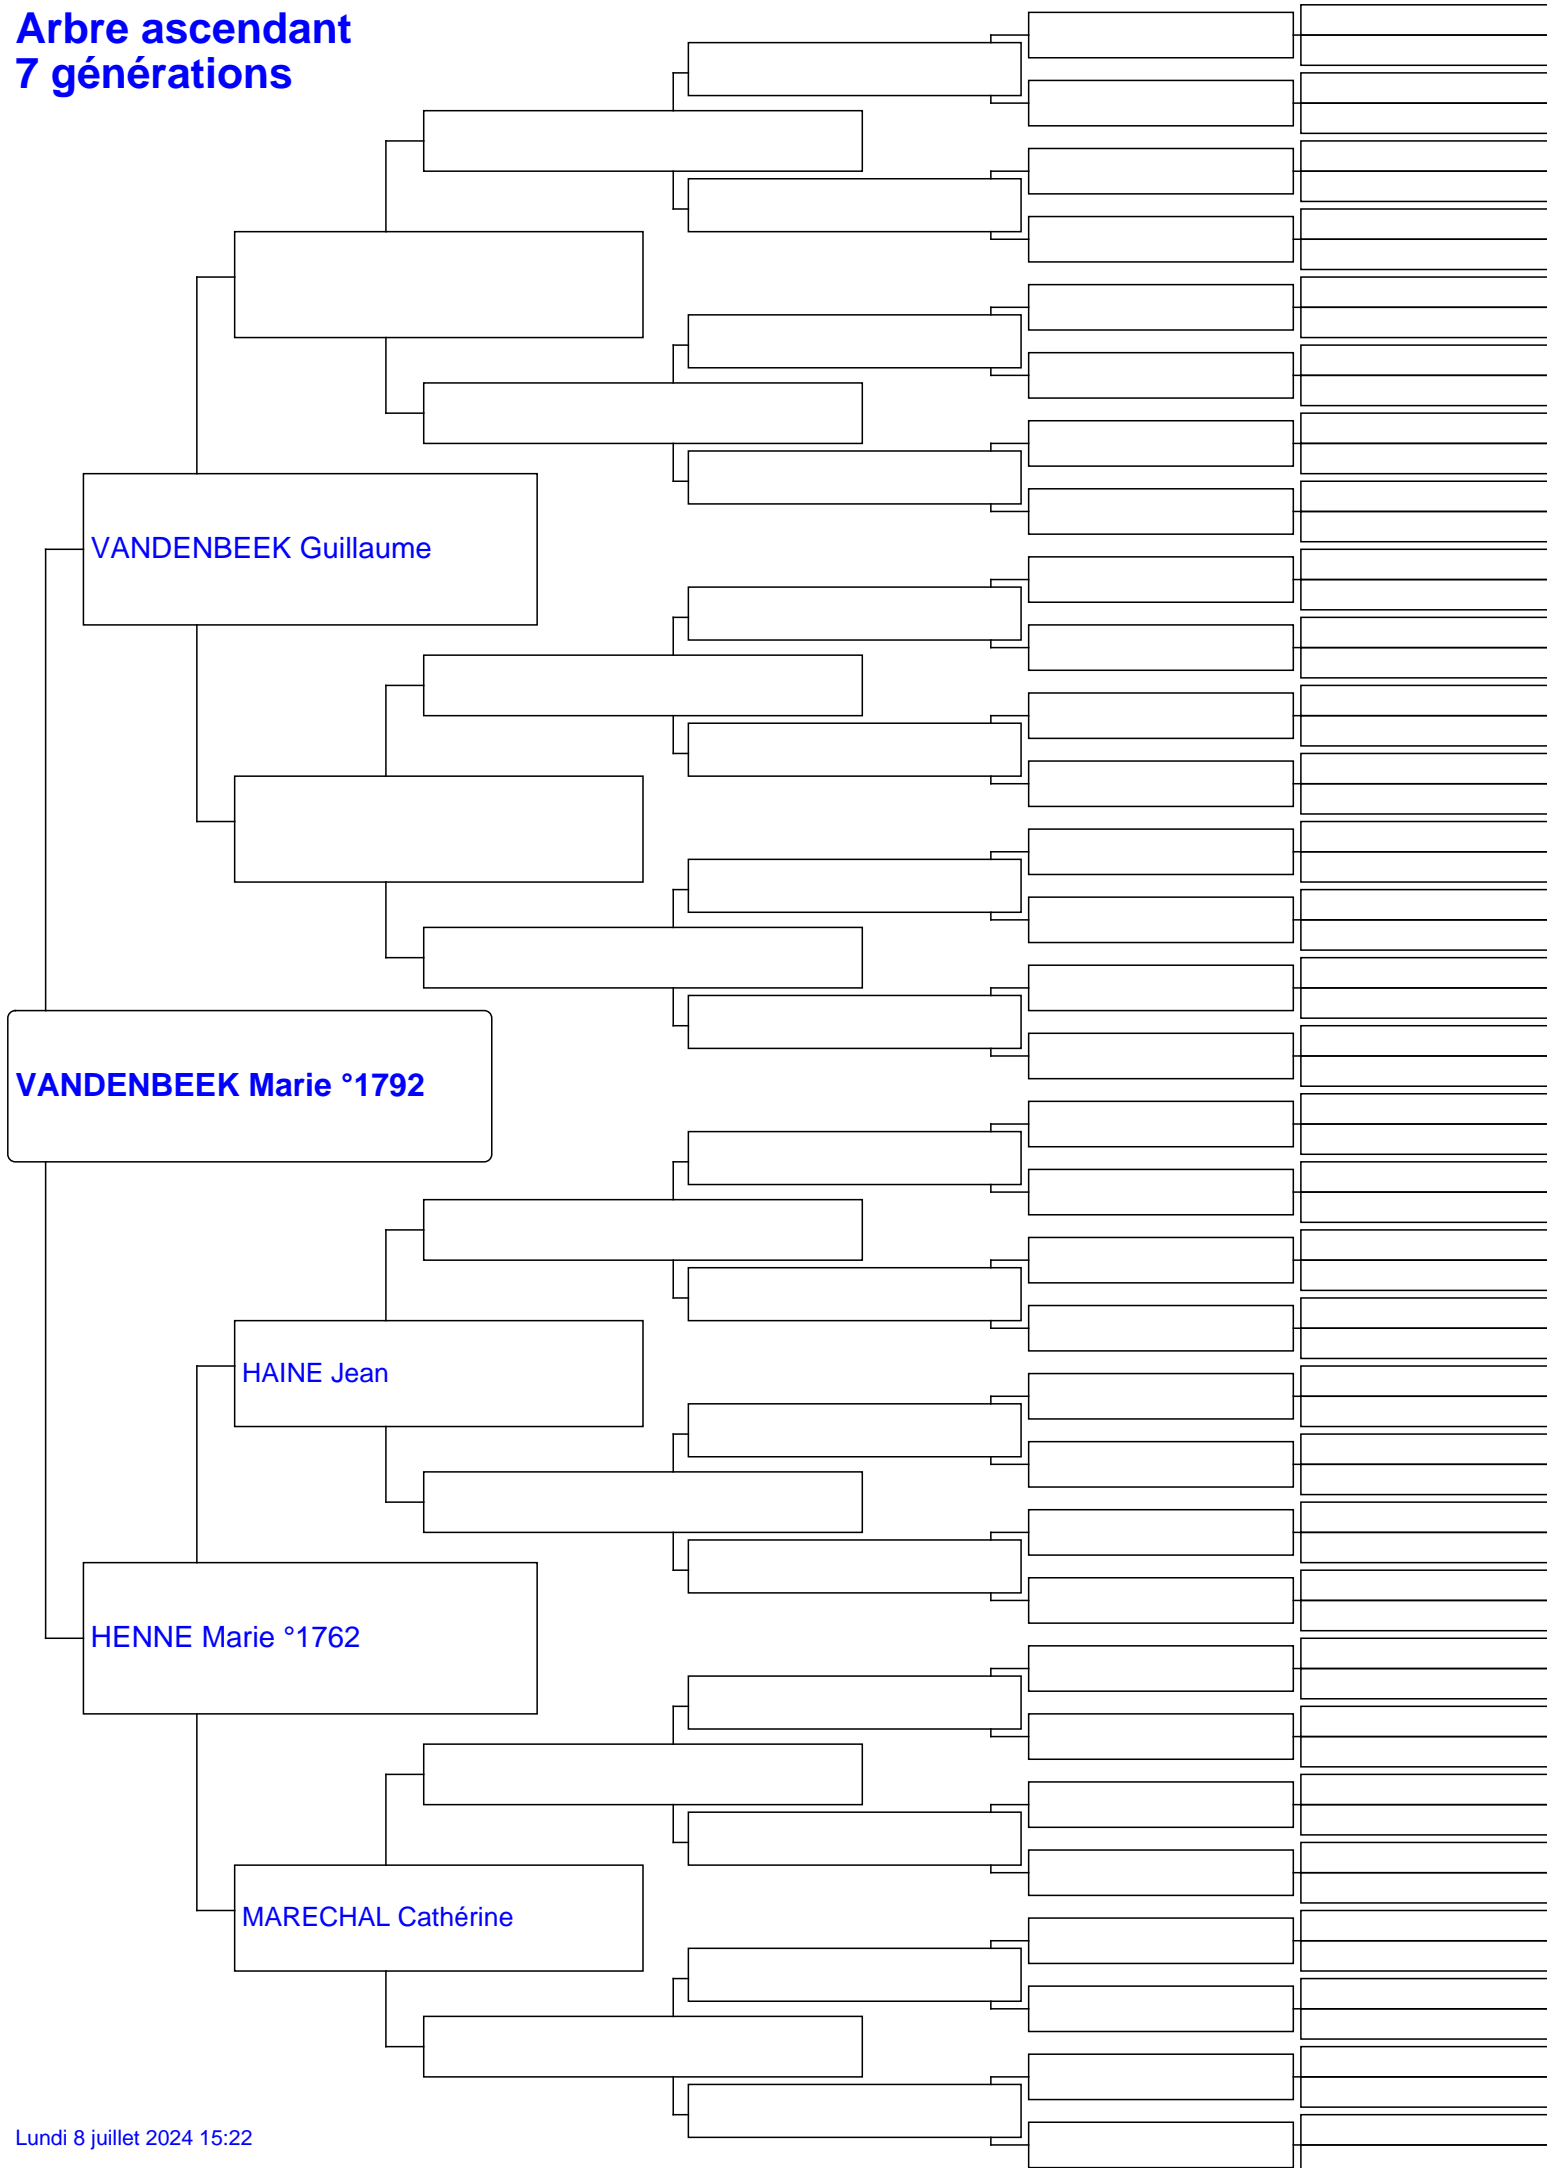 Arbre ascendant
7 générations
VANDENBEEK Guillaume
VANDENBEEK Marie °1792
HAINE Jean
HENNE Marie °1762
MARECHAL Cathérine
Lundi 8 juillet 2024 15:22